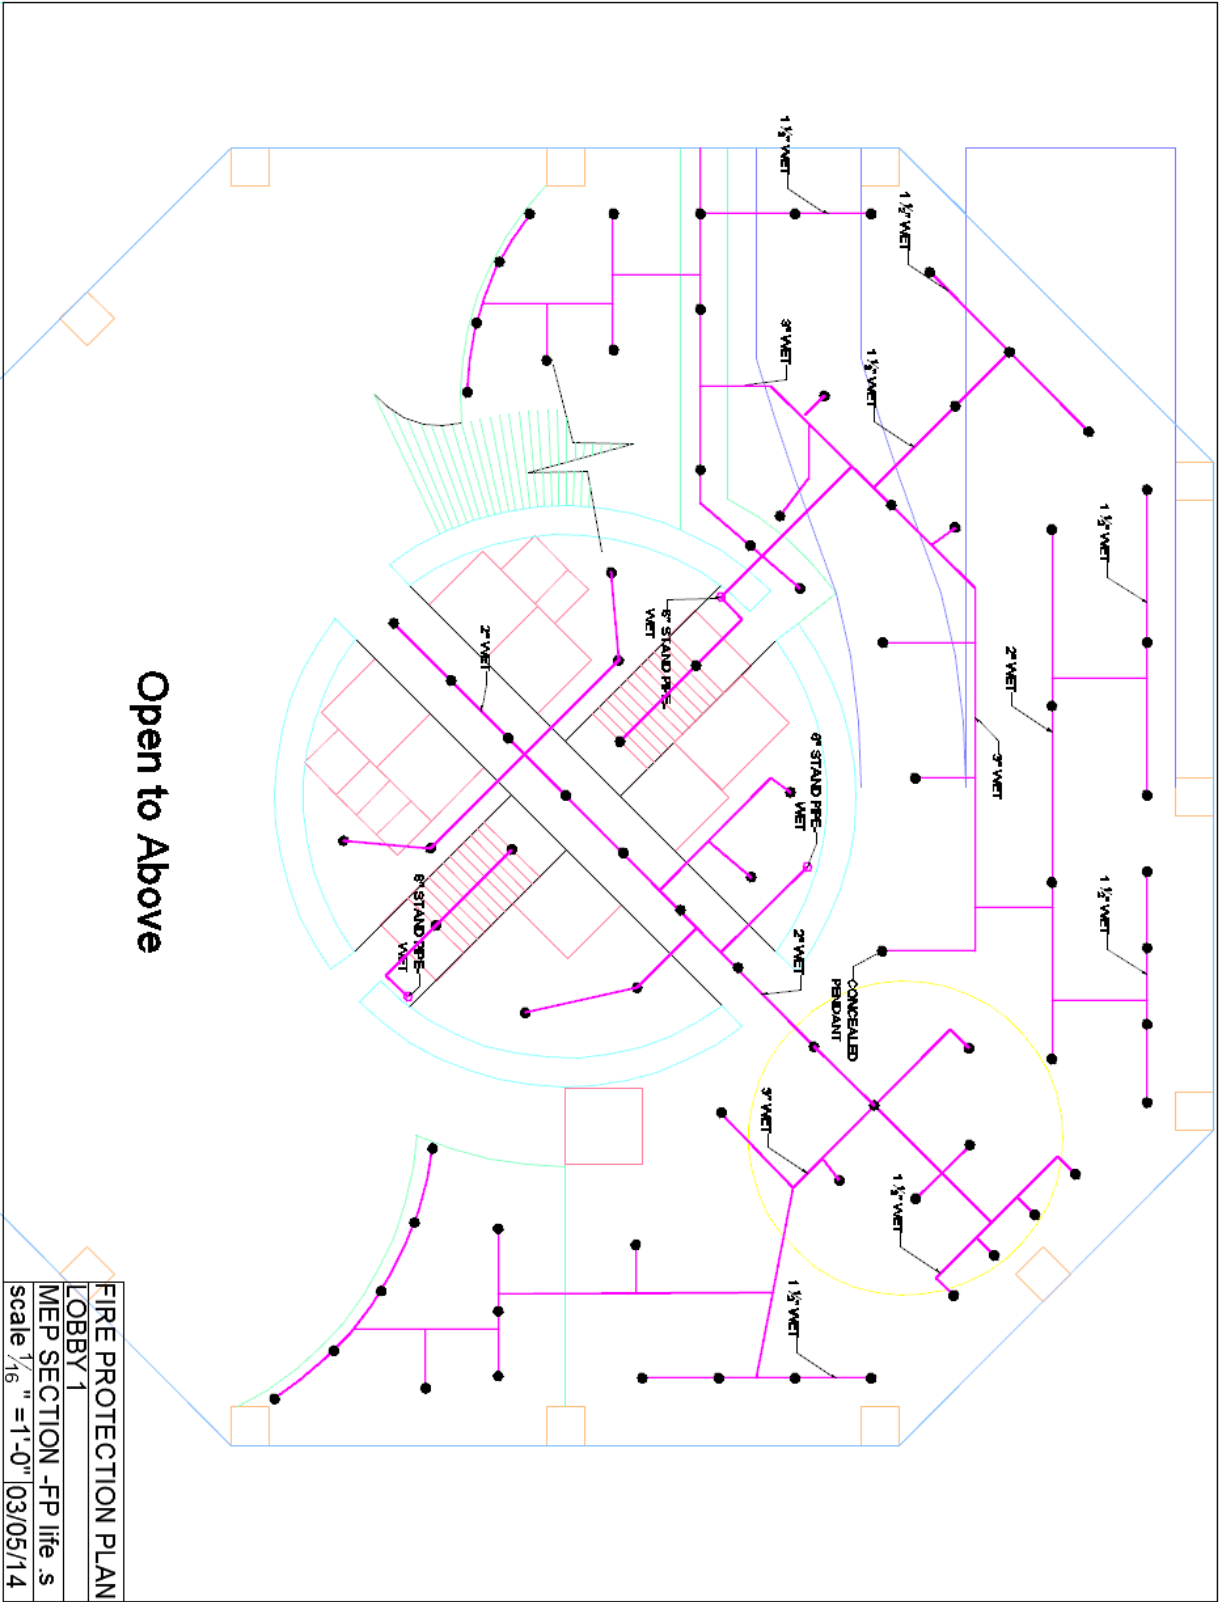 1 ½" WET
1 ½" WET
3" WET
1 ½" WET
1 ½" WET
2" WET
3" WET
8" STAND PIPE-
WET
2" WET
6" STAND PIPE-
WET
8" STAND PIPE-
WET
2" WET
1 ½" WET
CONCEALED
PENDANT
3" WET
1 ½" WET
1 ½" WET
Open to Above
FIRE PROTECTION PLAN
LOBBY 1
MEP SECTION -FP life .s
scale 1/16 " =1'-0" 03/05/14